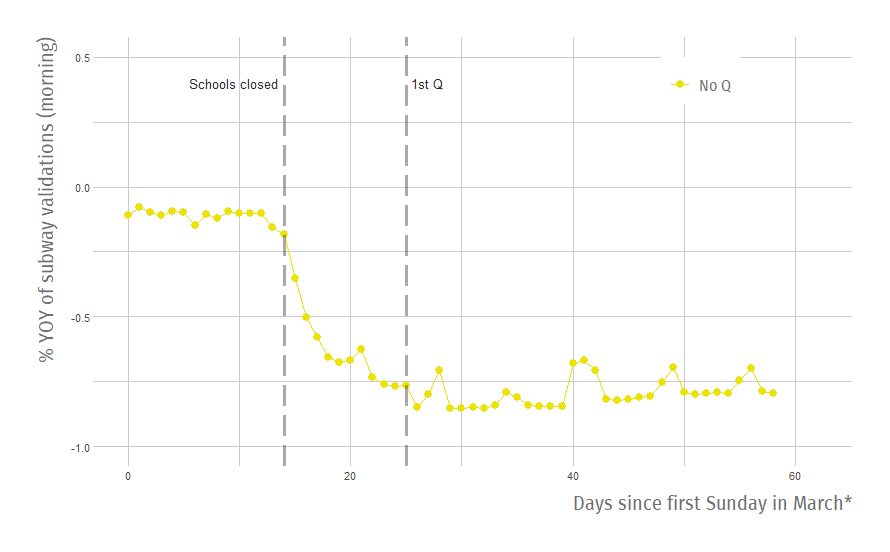 % YOY of subway validations (morning)
0.5
0.0
-0.5
-1.0
Schools closed
1st Q
No Q
0
20
40
60
Days since first Sunday in March*